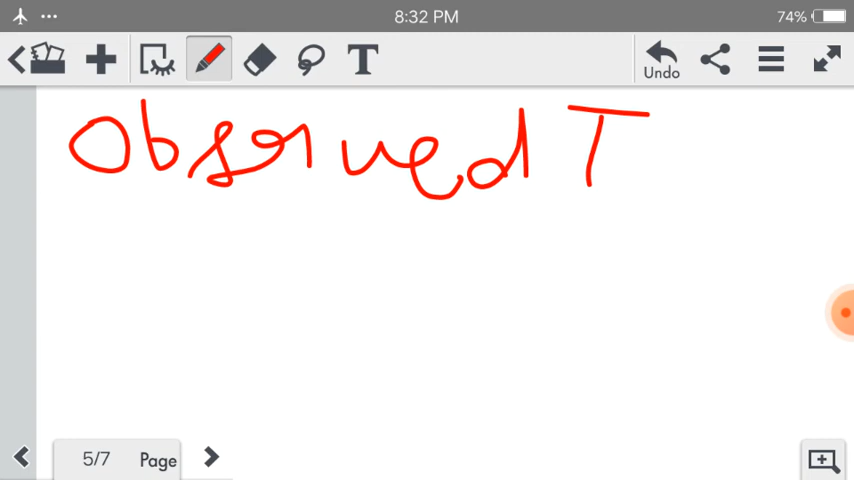 8:32 PM
74%
T
Undo
Observed T
5/7 Page